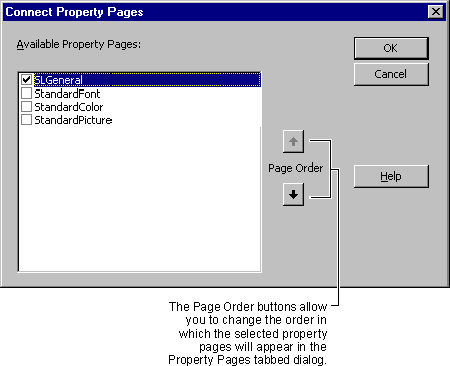 Connect Property Pages
Available Property Pages:
OK
Cancel
SLGeneral
StandardFont
StandardColor
StandardPicture
Page Order
Help
The Page Order buttons allow
you to change the order in
which the selected property
pages will appear in the
Property Pages tabbed dialog.